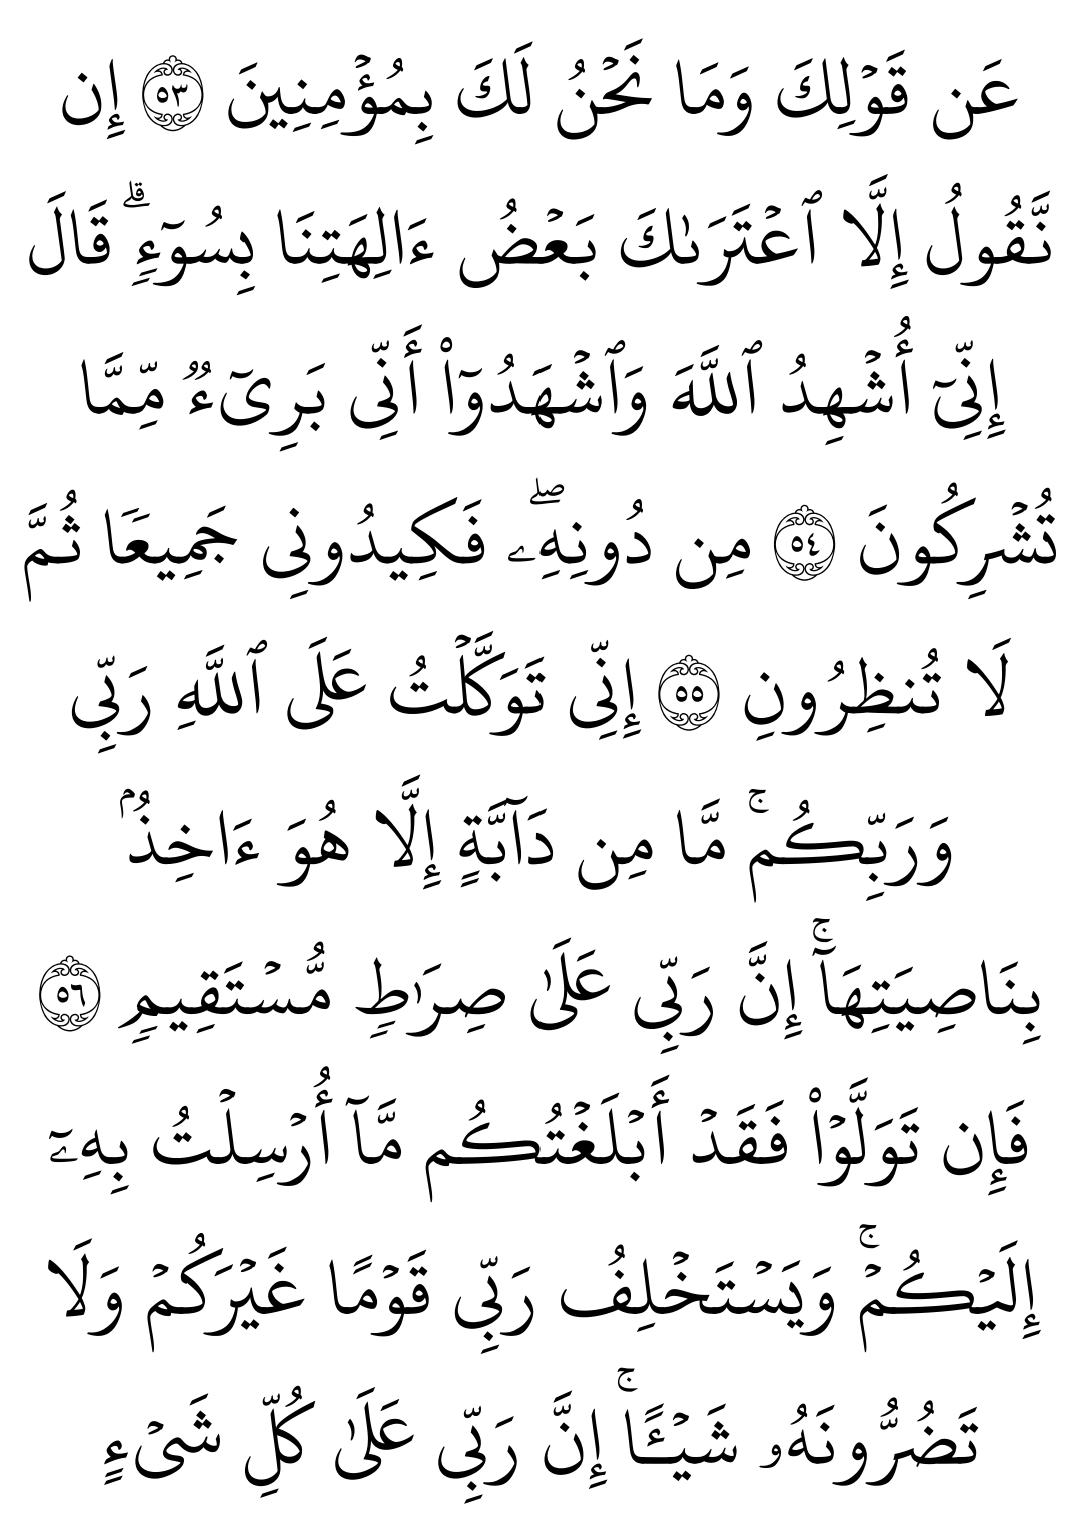 عَن قَوۡلِكَ وَمَا نَحۡنُ لَكَ بِمُؤۡمِنِينَ ٥٣ إِن
نَّقُولُ إِلَّا ٱعۡتَرَىٰكَ بَعۡضُ ءَالِهَتِنَا بِسُوٓءٖۗ قَالَ
إِنِّيٓ أُشۡهِدُ ٱللَّهَ وَٱشۡهَدُوٓاْ أَنِّي بَرِيٓءٞ مِّمَّا
تُشۡرِكُونَ ٥٤ مِن دُونِهِۦۖ فَكِيدُونِي جَمِيعٗا ثُمَّ
لَا تُنظِرُونِ ٥٥ إِنِّي تَوَكَّلۡتُ عَلَى ٱللَّهِ رَبِّي
وَرَبِّكُمۚ مَّا مِن دَآبَّةٍ إِلَّا هُوَ ءَاخِذُۢ
بِنَاصِيَتِهَآۚ إِنَّ رَبِّي عَلَىٰ صِرَٰطٖ مُّسۡتَقِيمٖ ٥٦
فَإِن تَوَلَّوۡاْ فَقَدۡ أَبۡلَغۡتُكُم مَّآ أُرۡسِلۡتُ بِهِۦٓ
إِلَيۡكُمۡۚ وَيَسۡتَخۡلِفُ رَبِّي قَوۡمًا غَيۡرَكُمۡ وَلَا
تَضُرُّونَهُۥ شَيۡـًٔاۚ إِنَّ رَبِّي عَلَىٰ كُلِّ شَيۡءٍ